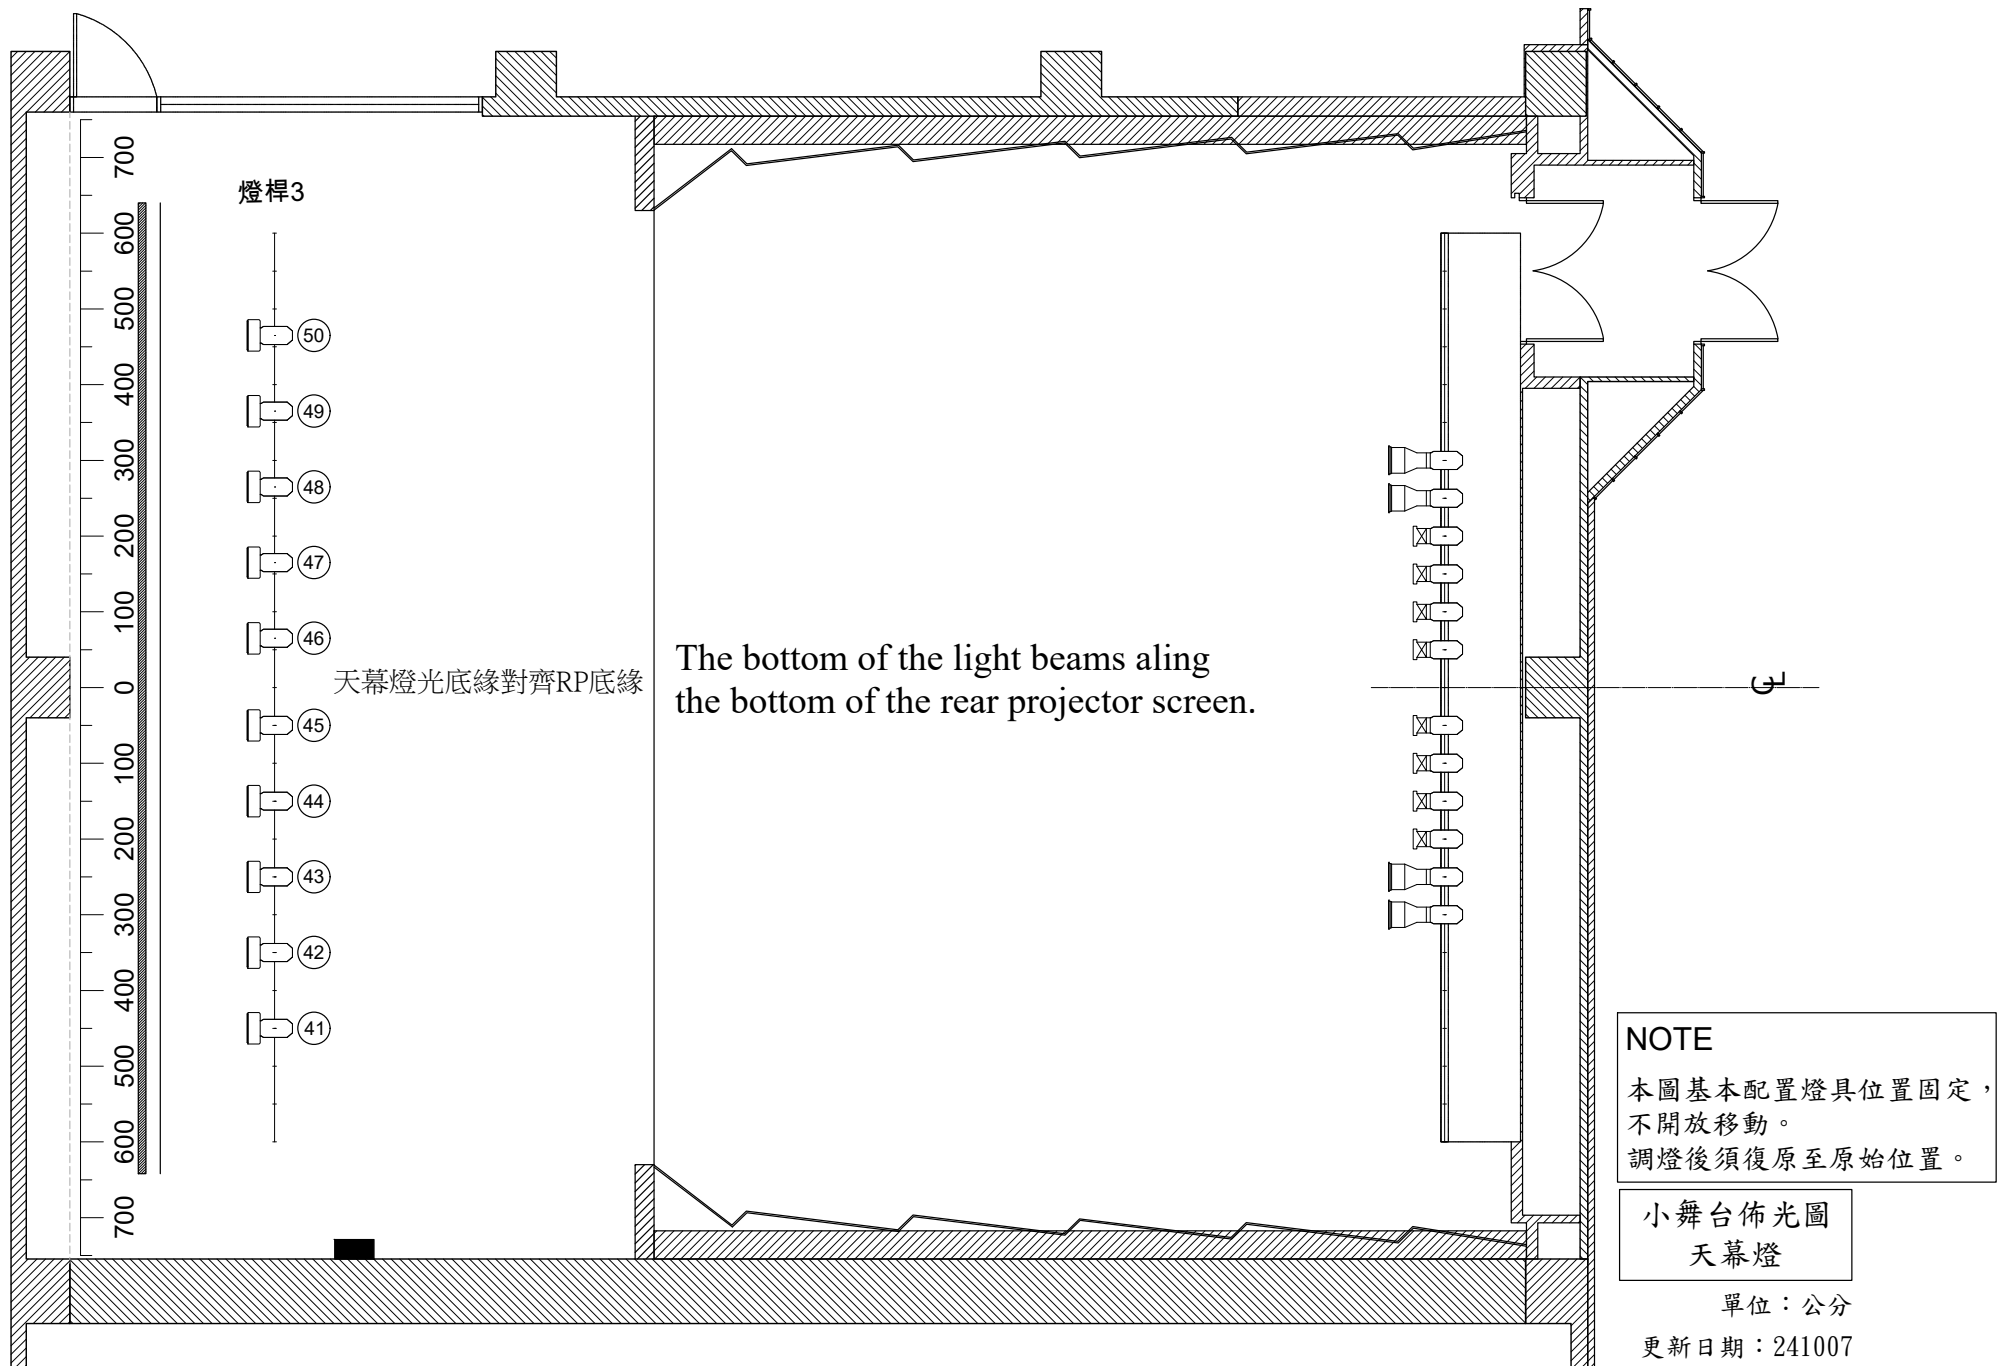 燈桿3
700
600
500
400
300
200
100
0
100
200
300
400
500
600
700
50
49
48
47
46
45
44
43
42
41
天幕燈光底緣對齊RP底緣
The bottom of the light beams aling
the bottom of the rear projector screen.
NOTE
本圖基本配置燈具位置固定，
不開放移動。
調燈後須復原至原始位置。
小舞台佈光圖
天幕燈
單位：公分
更新日期：241007